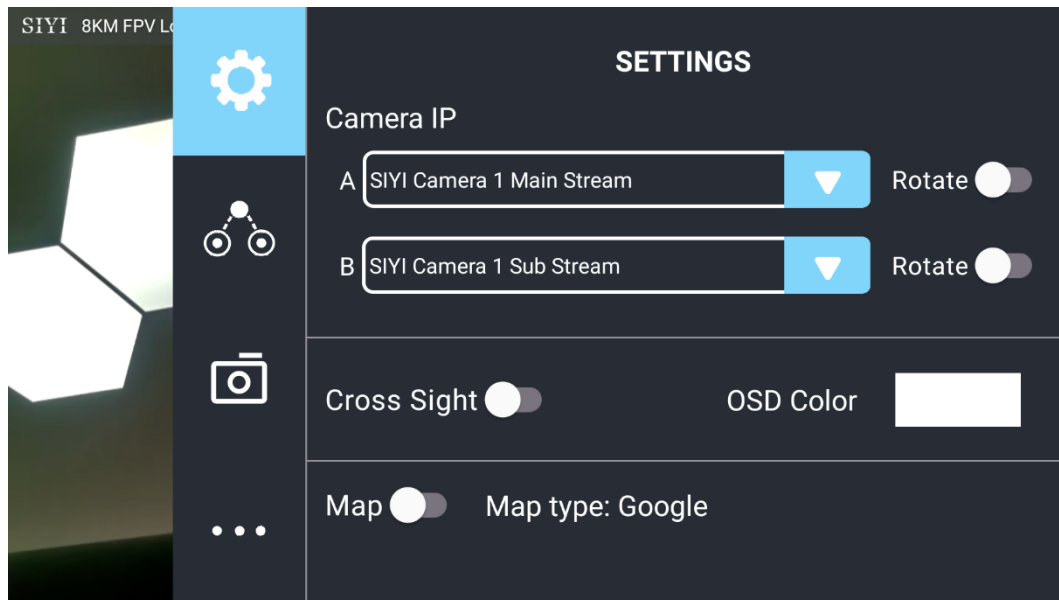 SIYI 8KM FPV
SETTINGS
Camera IP
A SIYI Camera 1 Main Stream Rotate
B SIYI Camera 1 Sub Stream Rotate
Cross Sight OSD Color
Map Map type: Google